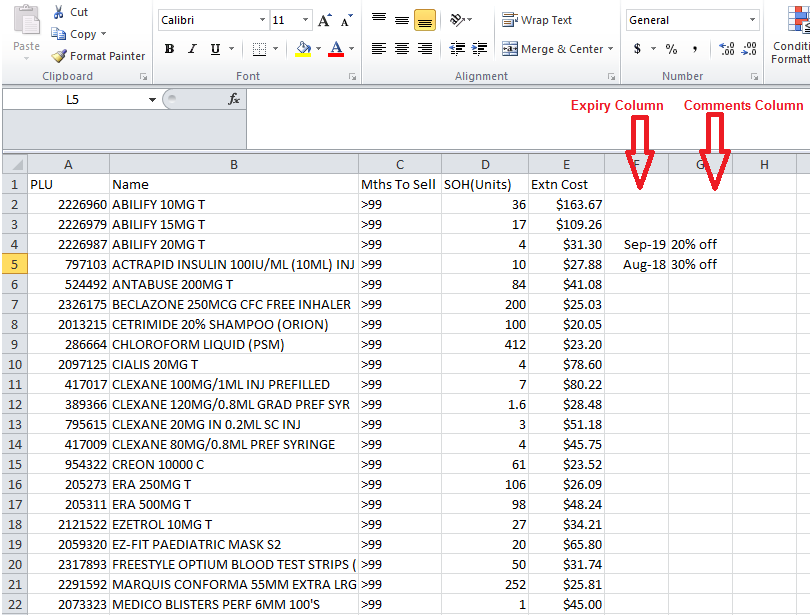 Cut
Copy
Format Painter
Paste
Clipboard
Calibri 11 A A
B I U A
Font
Wrap Text
Merge & Center
Alignment
General
$ % , .00 .0
Number
Conditi
Formatt
L5 fx
Expiry Column Comments Column
A B C D E F G H
1 PLU Name Mths To Sell SOH(Units) Extn Cost
2 2226960 ABILIFY 10MG T >99 36 $163.67
3 2226979 ABILIFY 15MG T >99 17 $109.26
4 2226987 ABILIFY 20MG T >99 4 $31.30 Sep-19 20% off
5 797103 ACTRAPID INSULIN 100IU/ML (10ML) INJ >99 10 $27.88 Aug-18 30% off
6 524492 ANTABUSE 200MG T >99 84 $41.08
7 2326175 BECLAZONE 250MCG CFC FREE INHALER >99 200 $25.03
8 2013215 CETRIMIDE 20% SHAMPOO (ORION) >99 100 $20.05
9 286664 CHLOROFORM LIQUID (PSM) >99 412 $23.20
10 2097125 CIALIS 20MG T >99 4 $78.60
11 417017 CLEXANE 100MG/1ML INJ PREFILLED >99 7 $80.22
12 389366 CLEXANE 120MG/0.8ML GRAD PREF SYR >99 1.6 $28.48
13 795615 CLEXANE 20MG IN 0.2ML SC INJ >99 3 $51.18
14 417009 CLEXANE 80MG/0.8ML PREF SYRINGE >99 4 $45.75
15 954322 CREON 10000 C >99 61 $23.52
16 205273 ERA 250MG T >99 106 $26.09
17 205311 ERA 500MG T >99 98 $48.24
18 2121522 EZETROL 10MG T >99 27 $34.21
19 2059320 EZ-FIT PAEDIATRIC MASK S2 >99 20 $65.80
20 2317893 FREESTYLE OPTIUM BLOOD TEST STRIPS ( >99 50 $31.74
21 2291592 MARQUIS CONFORMA 55MM EXTRA LRG >99 252 $25.81
22 2073323 MEDICO BLISTERS PERF 6MM 100'S >99 1 $45.00